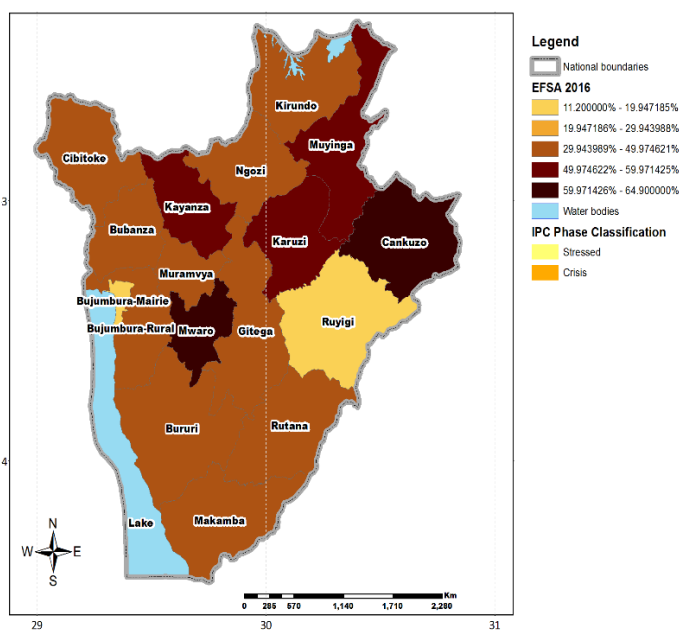 Kirundo
Muyinga
Cibitoke
Ngozi
Kayanza
Bubanza
Karuzi
Cankuzo
Muramvya
Bujumbura-Mairie
Ruyigi
Bujumbura-Rural
Mwaro
Gitega
Bururi
Rutana
Makamba
Lake
N
W
E
S
3
4
Km
0 285 570 1,140 1,710 2,280
29 30 31
Legend
National boundaries
EFSA 2016
11.200000% - 19.947185%
19.947186% - 29.943988%
29.943989% - 49.974621%
49.974622% - 59.971425%
59.971426% - 64.900000%
Water bodies
IPC Phase Classification
Stressed
Crisis